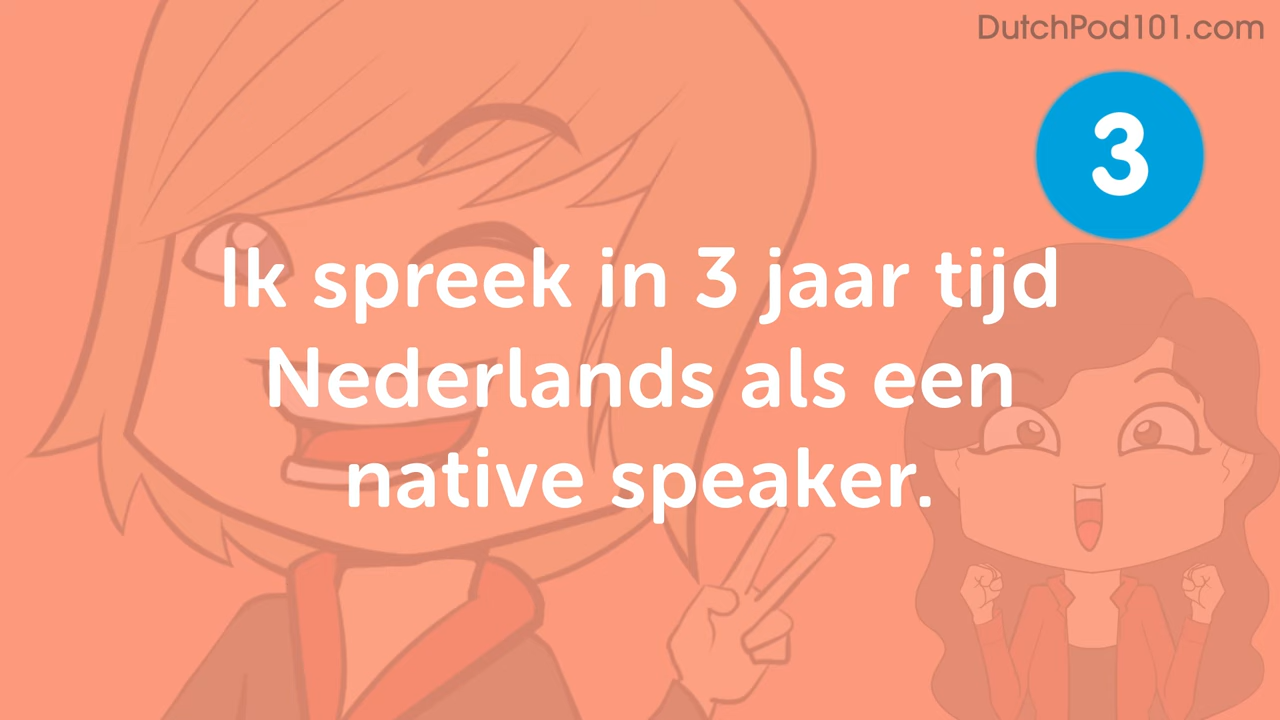 DutchPod101.com
3
Ik spreek in 3 jaar tijd
Nederlands als een
native speaker.